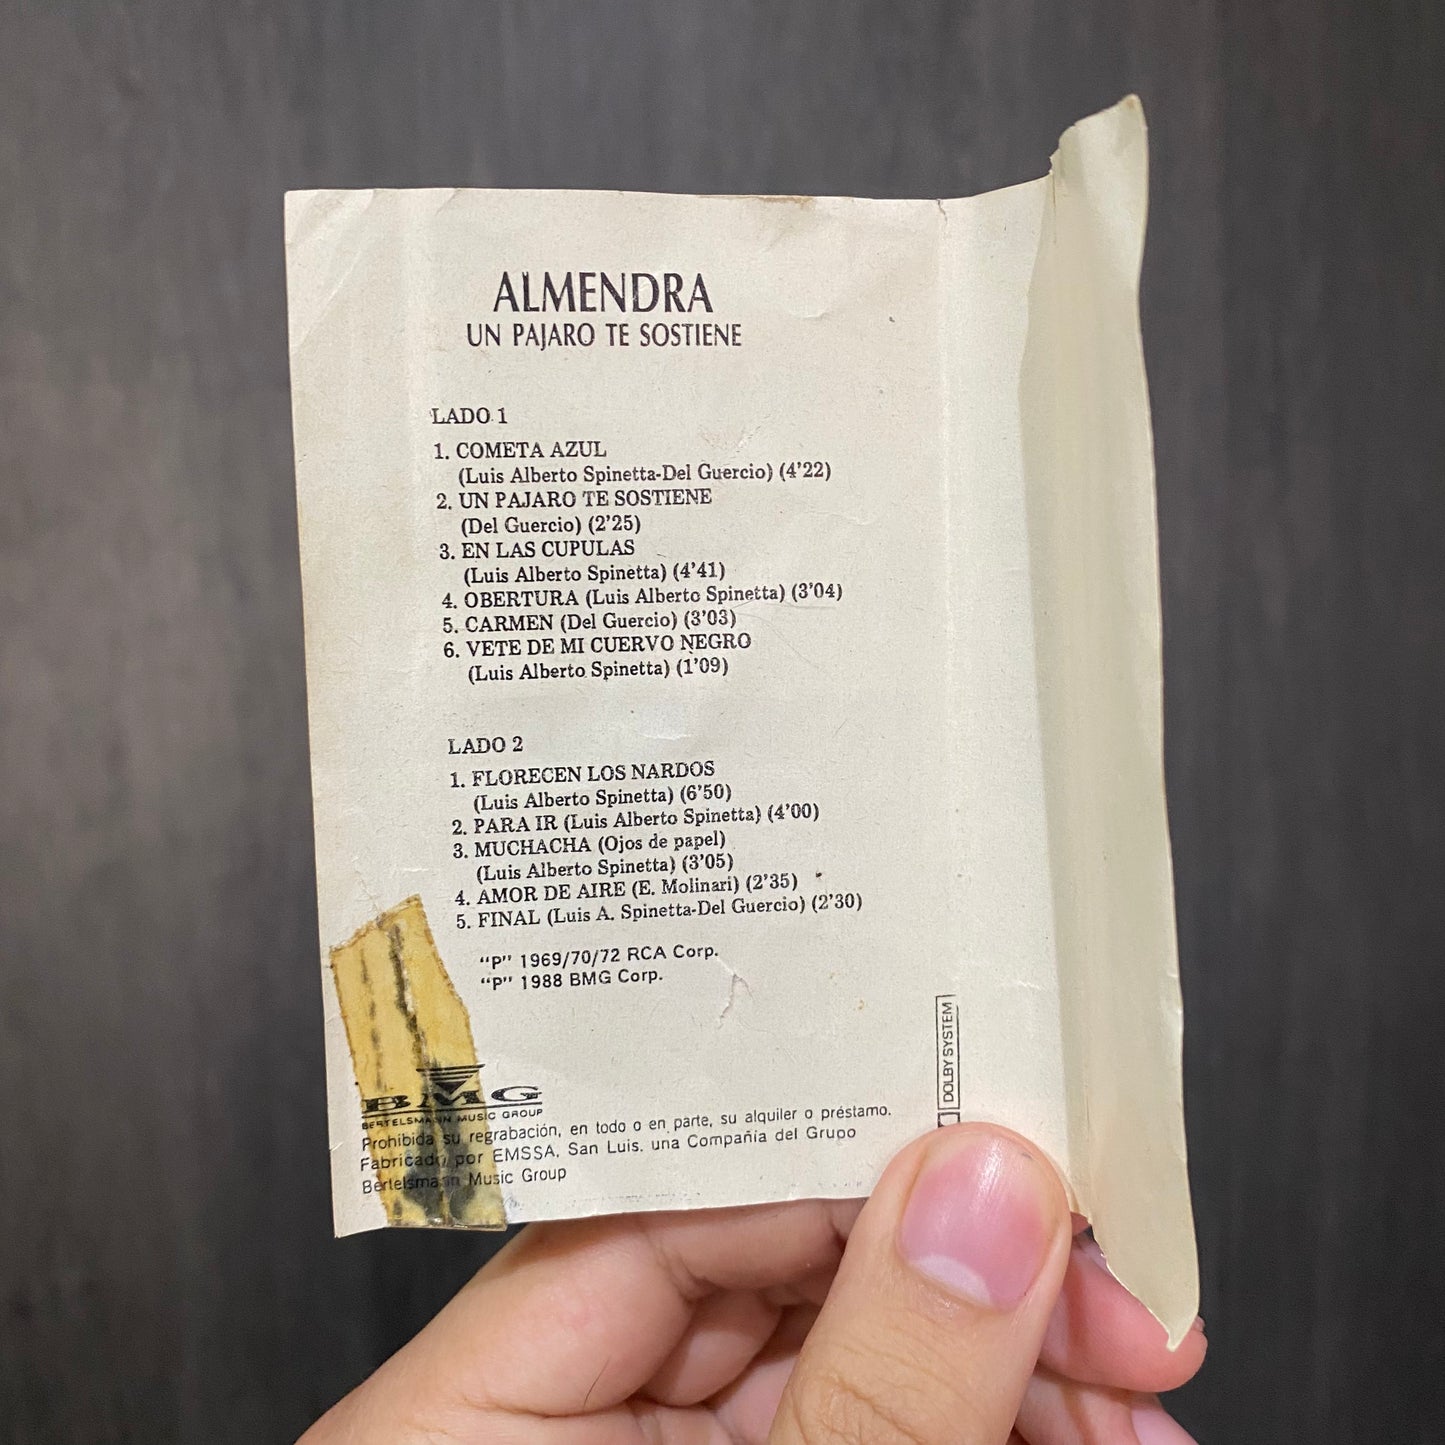 ALMENDRA
UN PAJARO TE SOSTIENE
LADO 1
1. COMETA AZUL
(Luis Alberto Spinetta-Del Guercio) (4'22)
2. UN PAJARO TE SOSTIENE
(Del Guercio) (2'25)
3. EN LAS CUPULAS
(Luis Alberto Spinetta) (4'41)
4. OBERTURA (Luis Alberto Spinetta) (3'04)
5. CARMEN (Del Guercio) (3'03)
6. VETE DE MI CUERVO NEGRO
(Luis Alberto Spinetta) (1'09)
LADO 2
1. FLORECEN LOS NARDOS
(Luis Alberto Spinetta) (6'50)
2. PARA IR (Luis Alberto Spinetta) (4'00)
3. MUCHACHA (Ojos de papel)
(Luis Alberto Spinetta) (3'05)
4. AMOR DE AIRE (E. Molinari) (2'35)
5. FINAL (Luis A. Spinetta-Del Guercio) (2'30)
"P" 1969/70/72 RCA Corp.
"P" 1988 BMG Corp.
DOLBY SYSTEM
BMG
BERTELSMANN MUSIC GROUP
Prohibida su regrabación, en todo o en parte, su alquiler o préstamo.
Fabricado por EMSSA, San Luis. una Compañía del Grupo
Bertelsmann Music Group